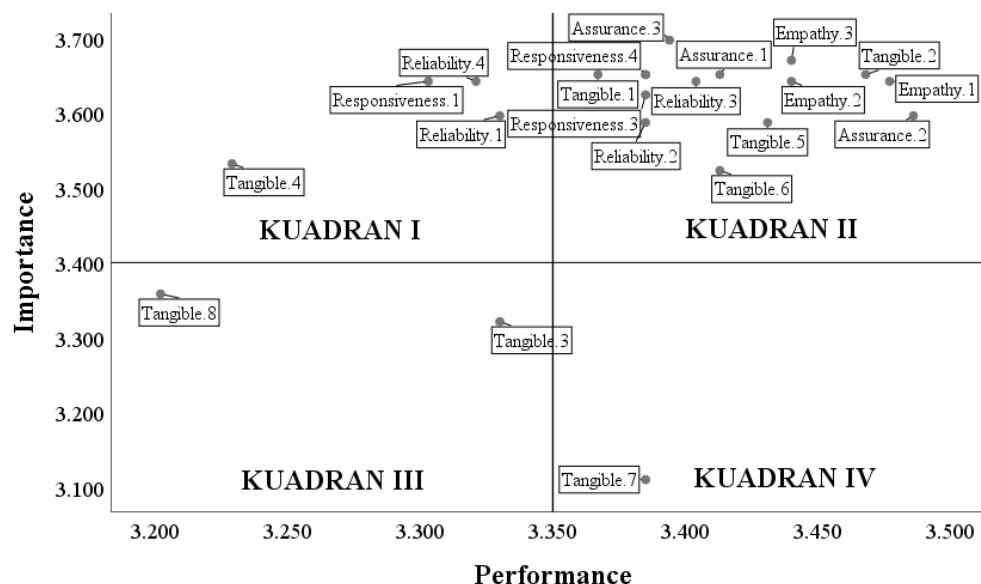 3.700
3.600
3.500
3.400
3.300
3.200
3.100
Importance
Assurance.3
Empathy.3
Responsiveness.4
Assurance.1
Tangible.2
Reliability.4
Responsiveness.1
Tangible.1
Reliability.3
Empathy.2
Empathy.1
Reliability.1
Responsiveness.3
Assurance.2
Tangible.5
Reliability.2
Tangible.4
Tangible.6
KUADRAN I
KUADRAN II
Tangible.8
Tangible.3
KUADRAN III
Tangible.7
KUADRAN IV
3.200 3.250 3.300 3.350 3.400 3.450 3.500
Performance